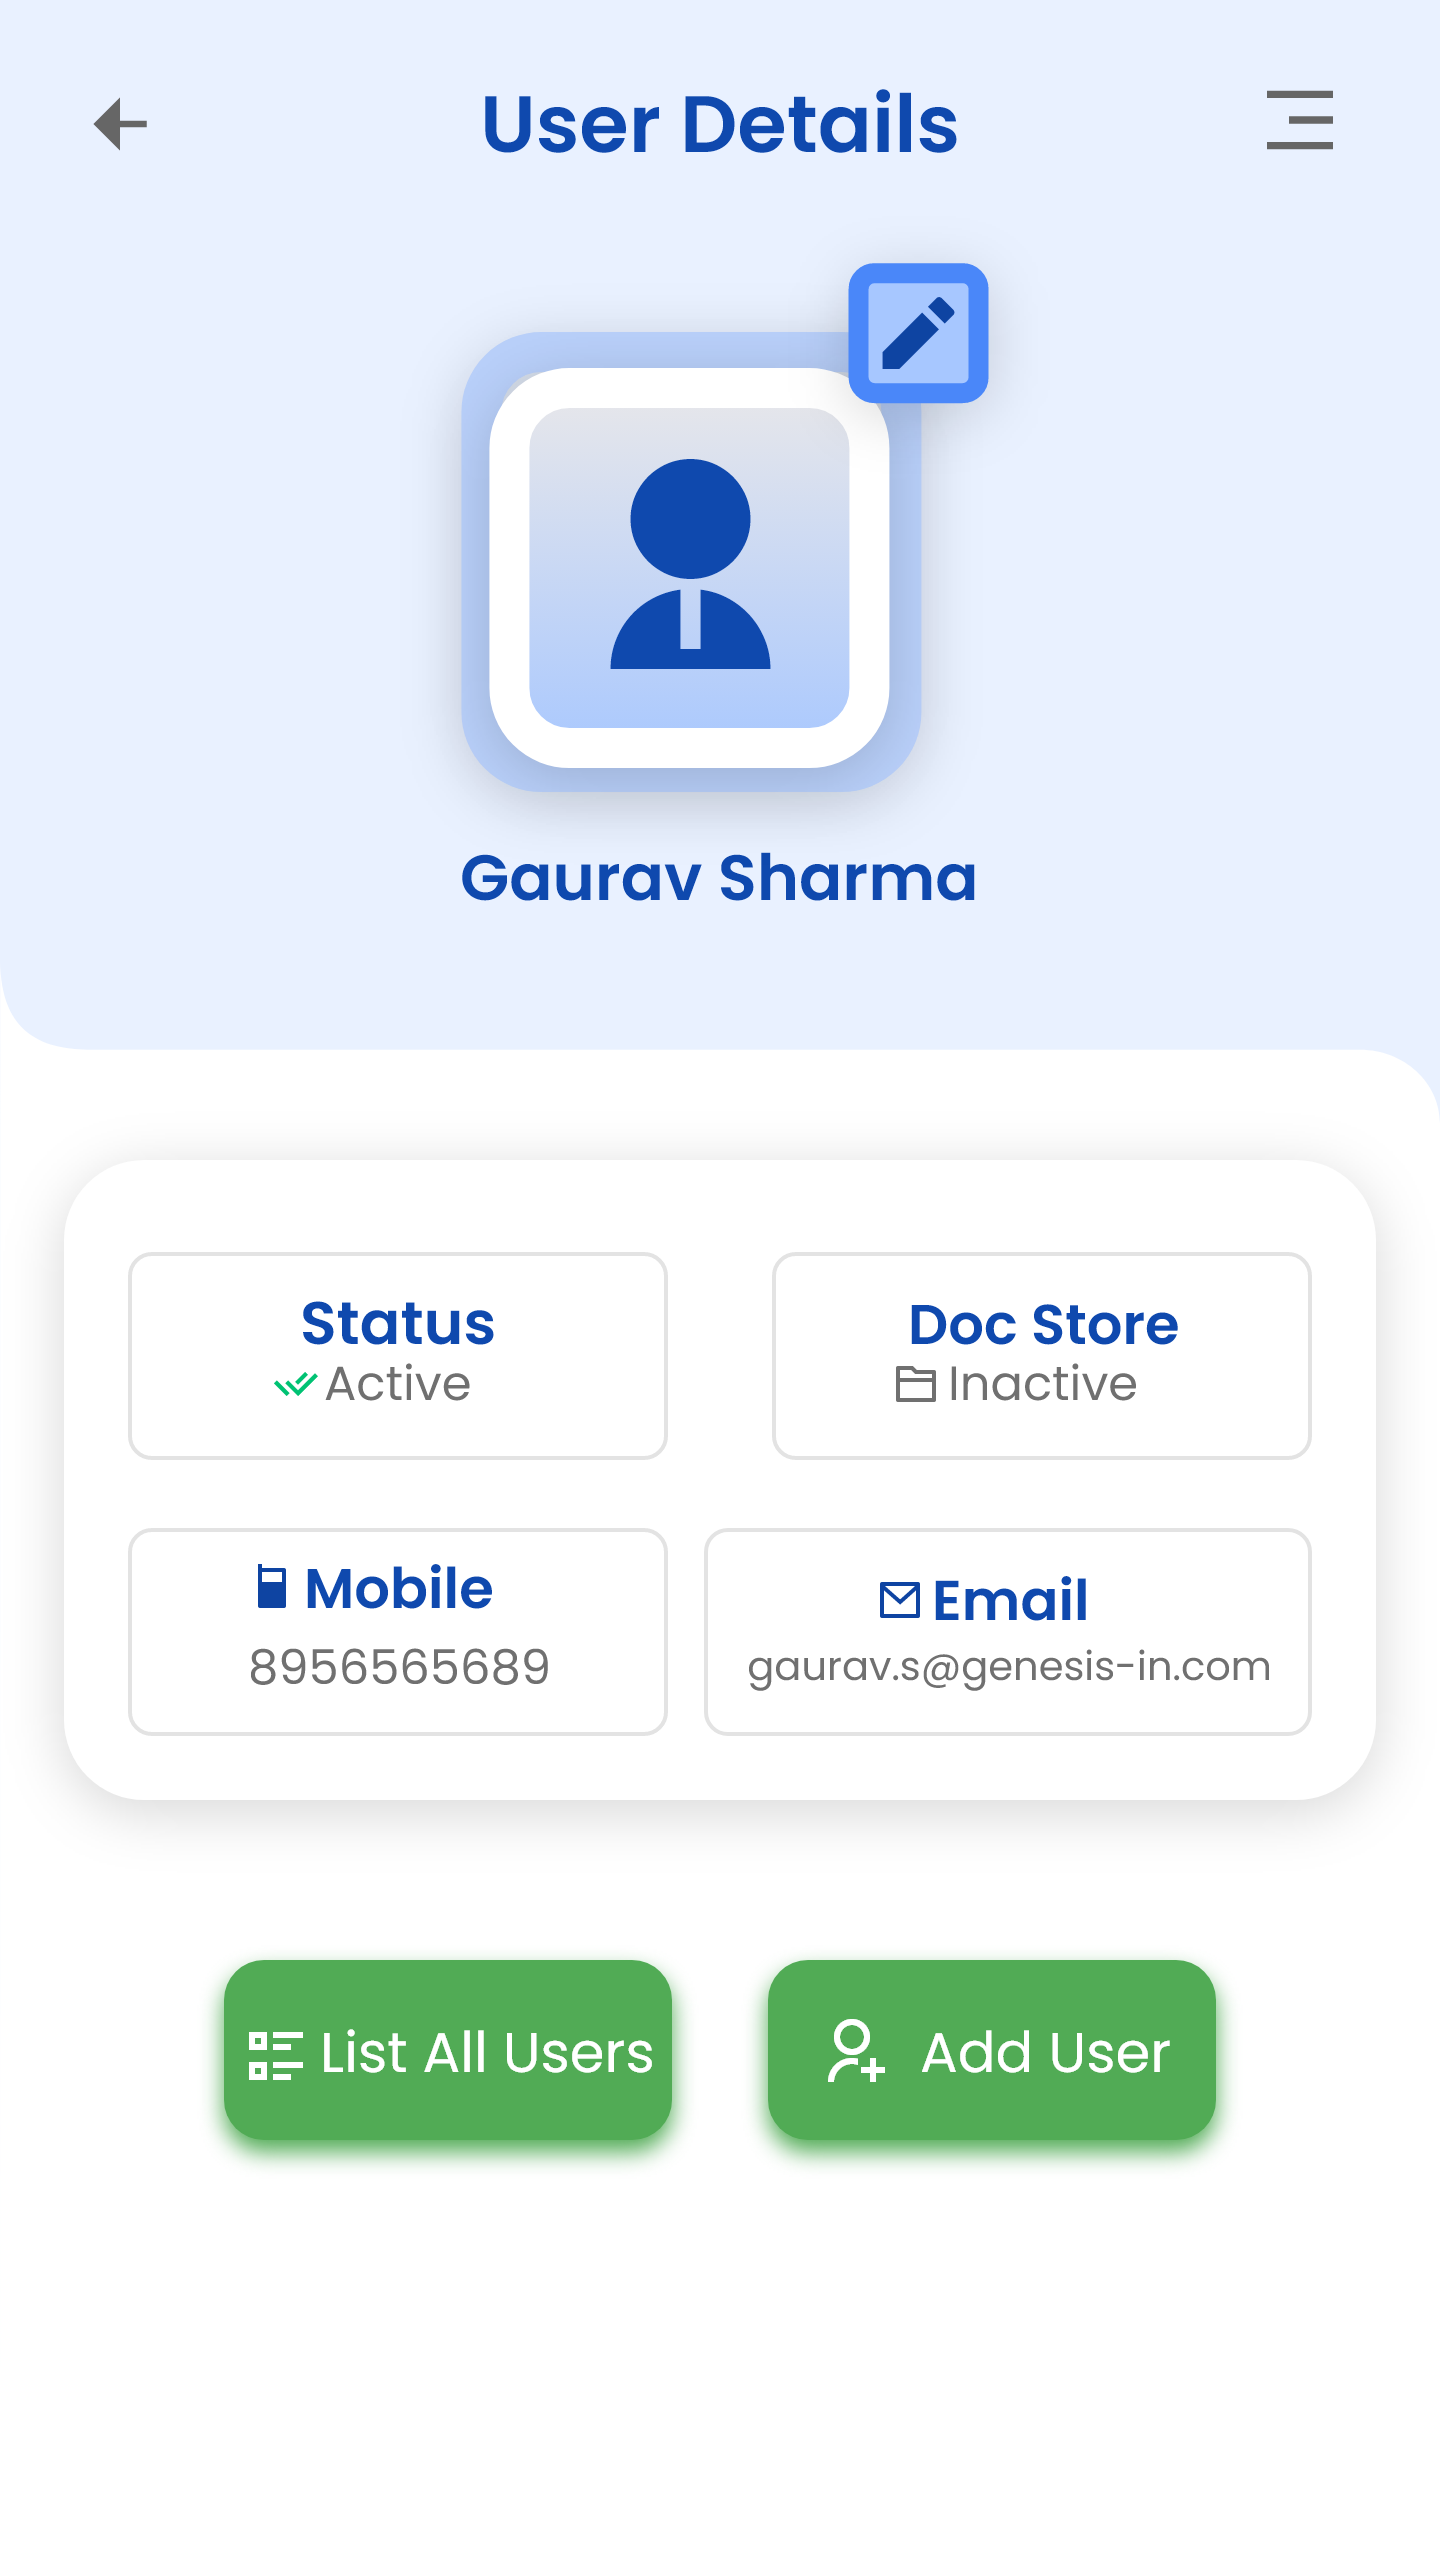 User Details
Gaurav Sharma
Status
Active
Doc Store
Inactive
Mobile
8956565689
Email
gaurav.s@genesis-in.com
List All Users
Add User